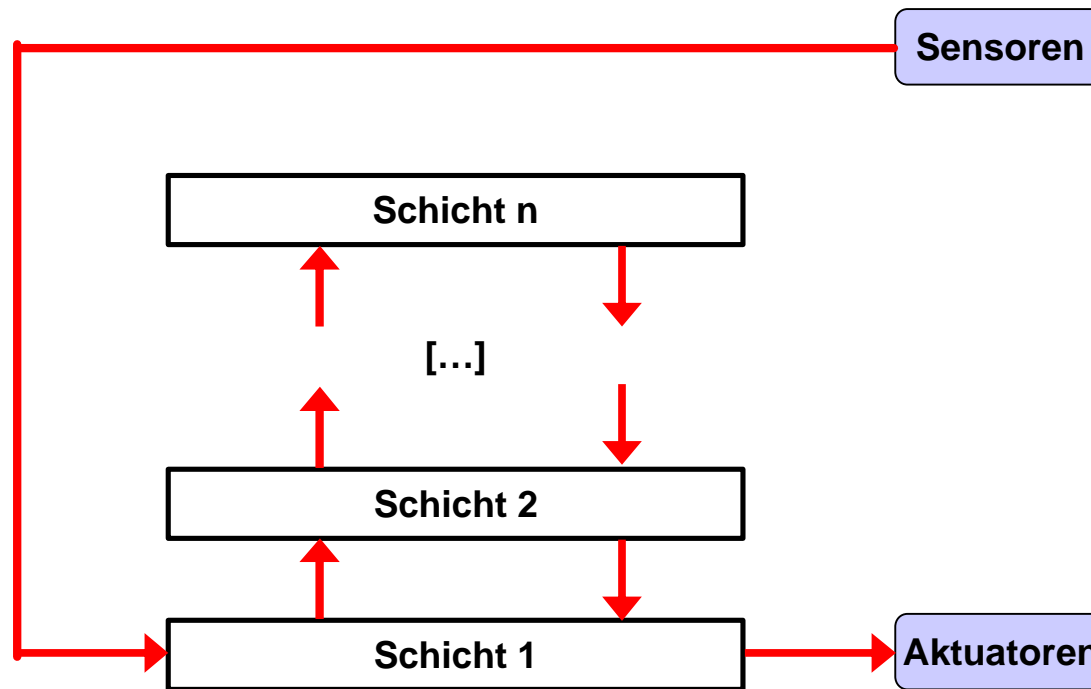 Sensoren
Schicht n
[…]
Schicht 2
Schicht 1
Aktuatoren